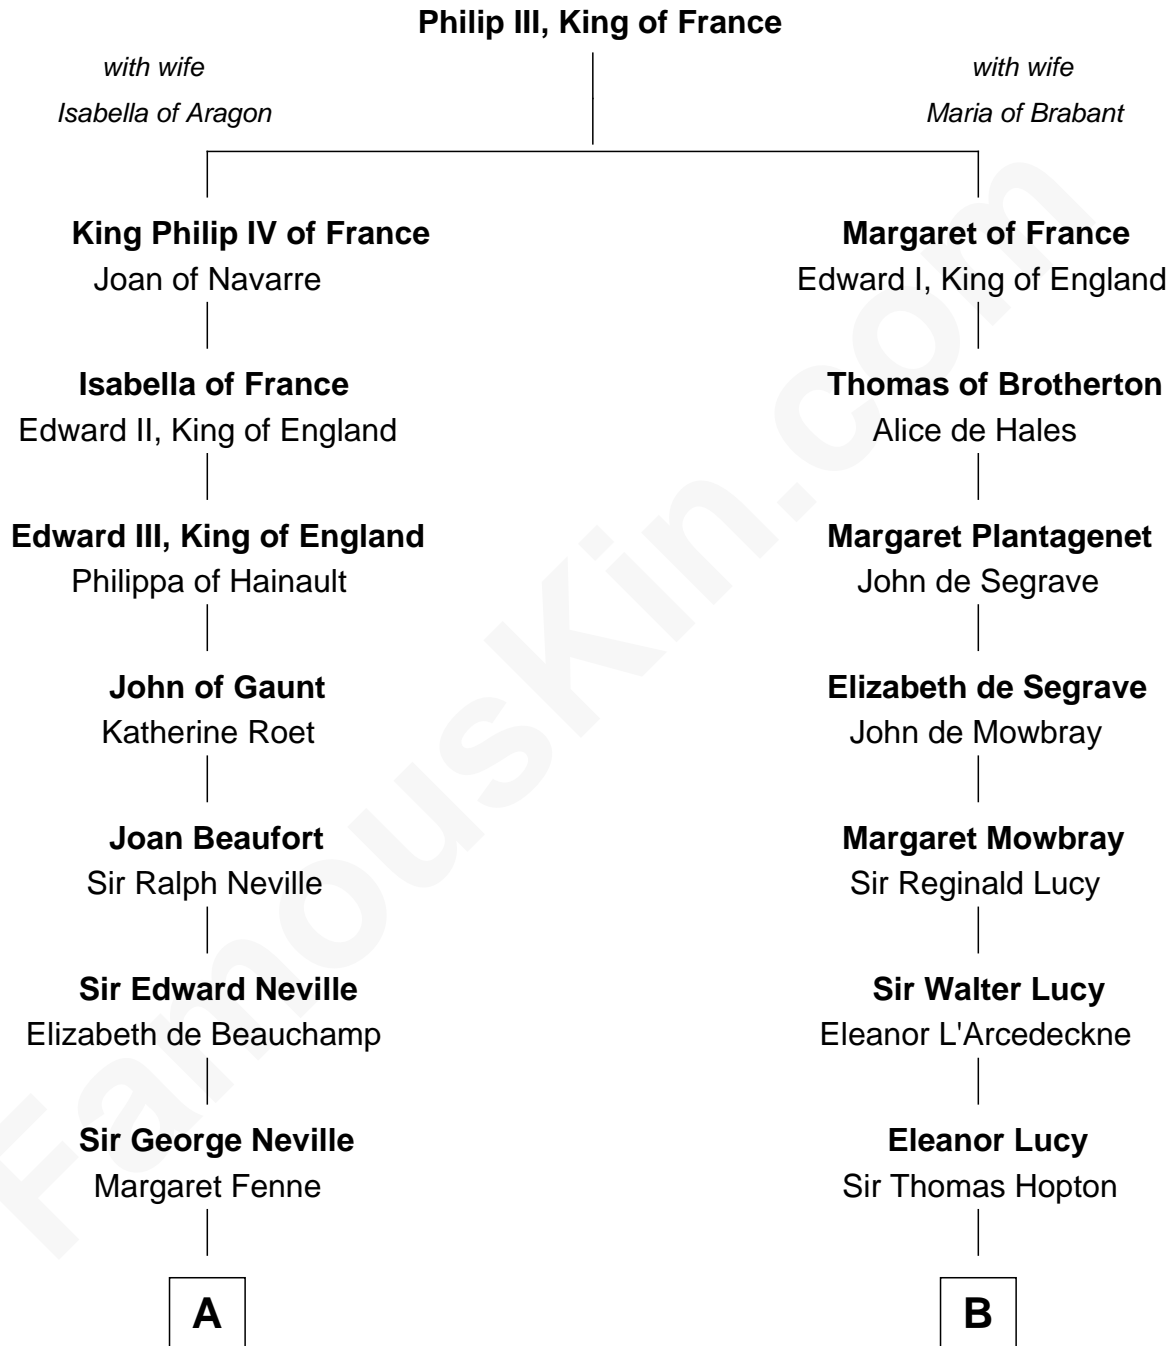 Philip III, King of France
with wife
Isabella of Aragon
with wife
Maria of Brabant
King Philip IV of France
Joan of Navarre
Margaret of France
Edward I, King of England
Isabella of France
Edward II, King of England
Thomas of Brotherton
Alice de Hales
Edward III, King of England
Philippa of Hainault
Margaret Plantagenet
John de Segrave
John of Gaunt
Katherine Roet
Elizabeth de Segrave
John de Mowbray
Joan Beaufort
Sir Ralph Neville
Margaret Mowbray
Sir Reginald Lucy
Sir Edward Neville
Elizabeth de Beauchamp
Sir Walter Lucy
Eleanor L'Arcedeckne
Sir George Neville
Margaret Fenne
Eleanor Lucy
Sir Thomas Hopton
A
B
FamousKin.com